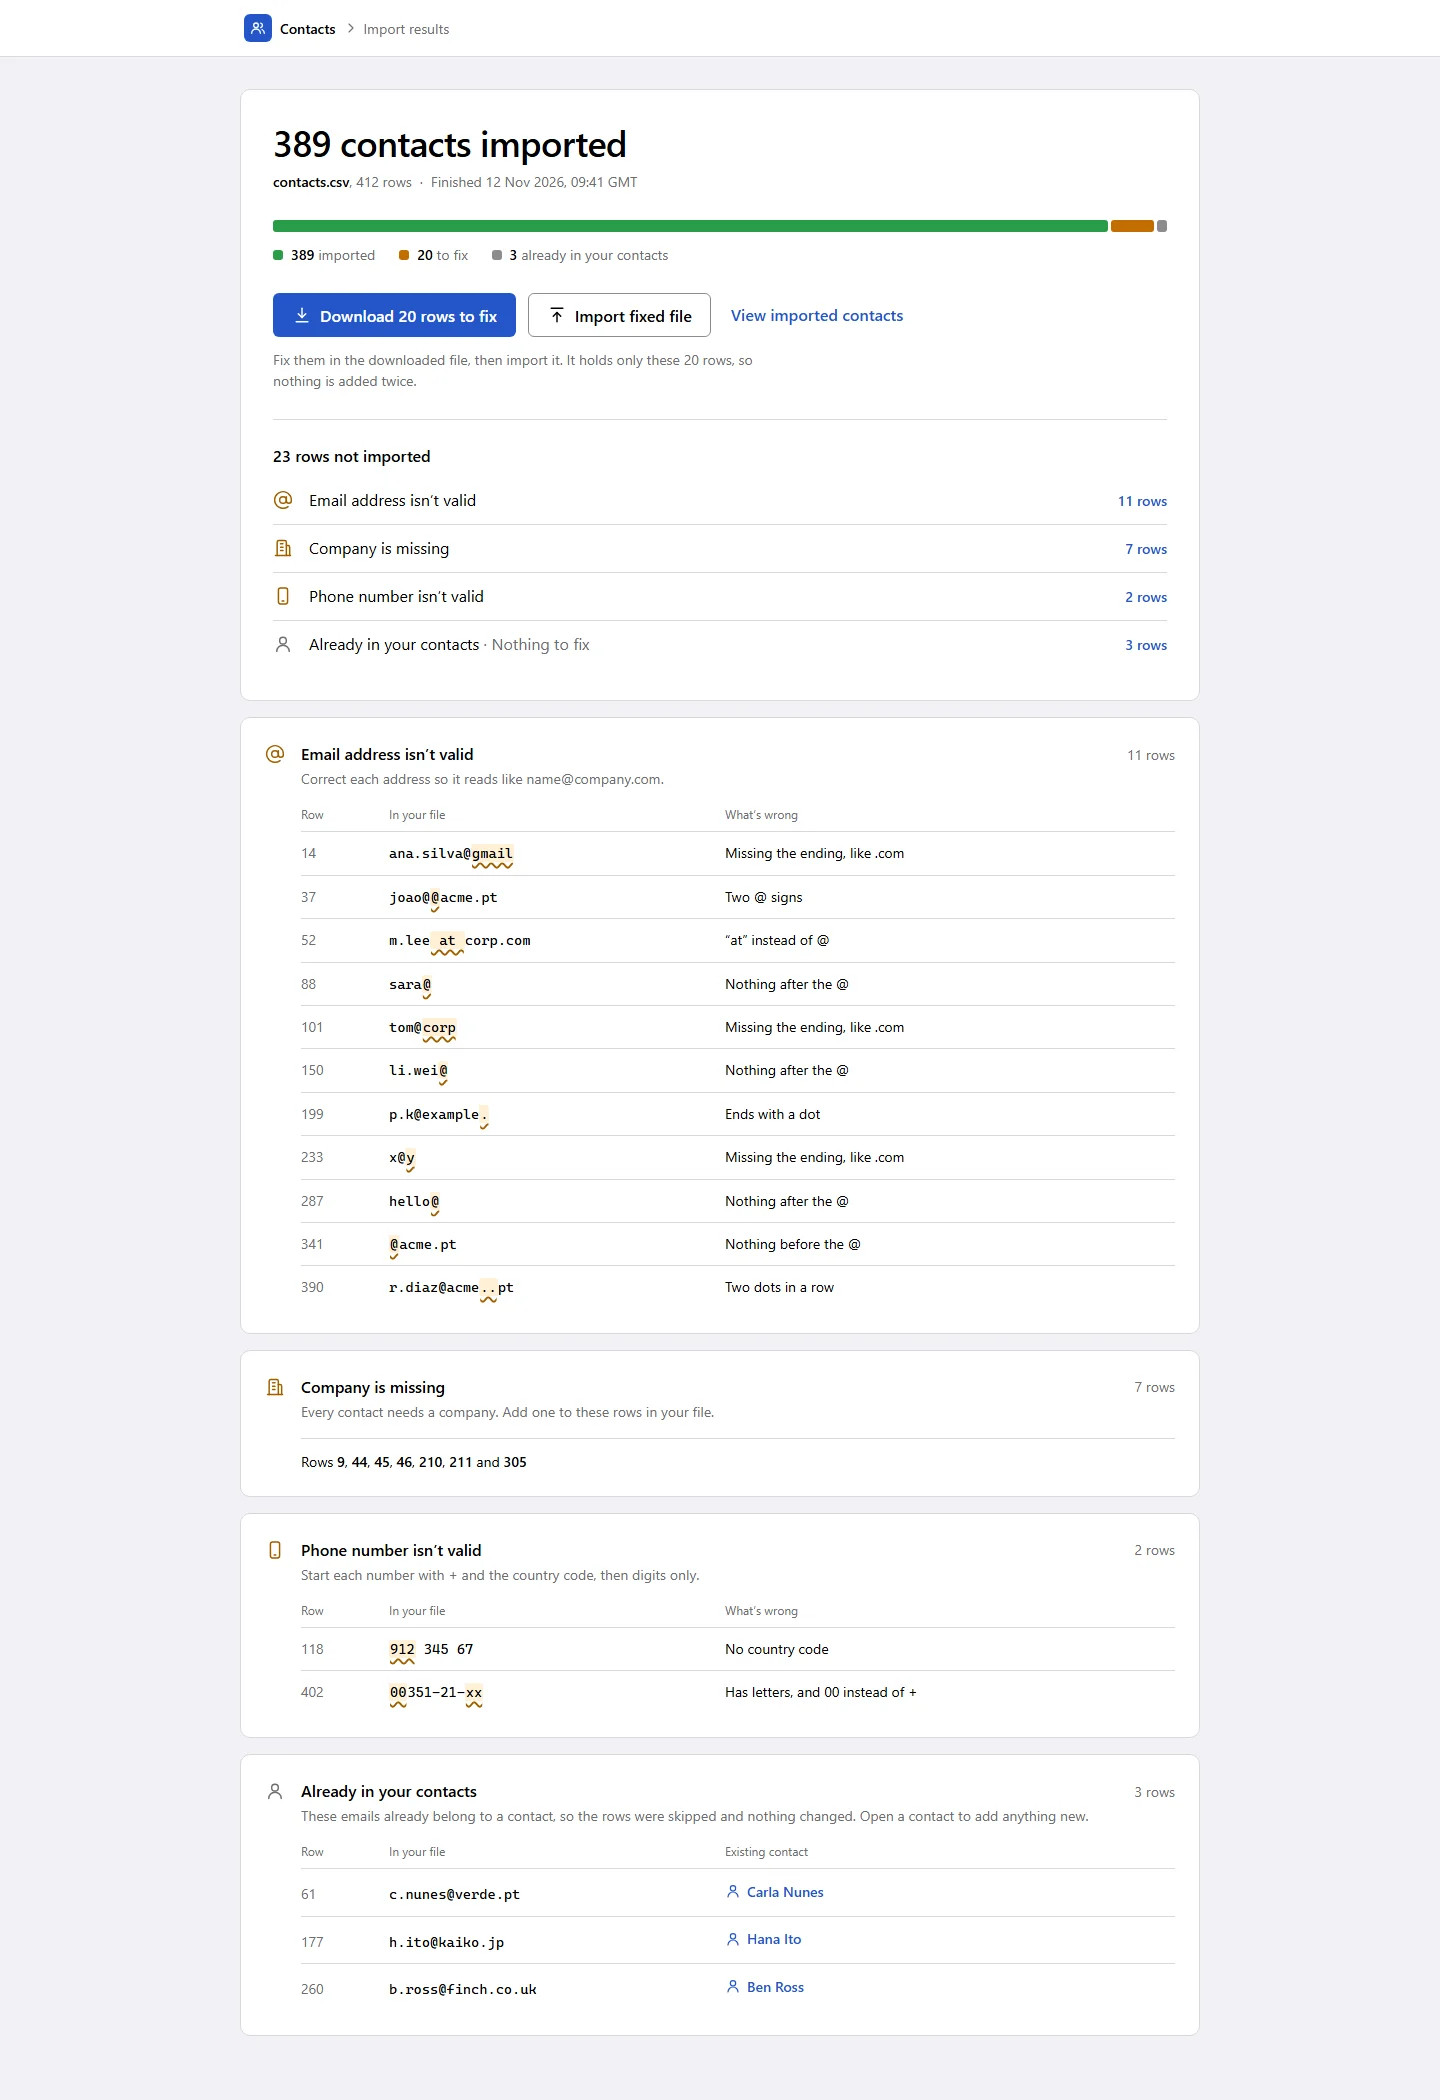 Contacts > Import results
389 contacts imported
contacts.csv, 412 rows · Finished 12 Nov 2026, 09:41 GMT
389 imported 20 to fix 3 already in your contacts
Download 20 rows to fix Import fixed file View imported contacts
Fix them in the downloaded file, then import it. It holds only these 20 rows, so
nothing is added twice.
23 rows not imported
Email address isn’t valid 11 rows
Company is missing 7 rows
Phone number isn’t valid 2 rows
Already in your contacts · Nothing to fix 3 rows
Email address isn’t valid 11 rows
Correct each address so it reads like name@company.com.
Row In your file What’s wrong
14 ana.silva@gmail Missing the ending, like .com
37 joao@@acme.pt Two @ signs
52 m.lee at corp.com “at” instead of @
88 sara@ Nothing after the @
101 tom@corp Missing the ending, like .com
150 li.wei@ Nothing after the @
199 p.k@example. Ends with a dot
233 x@y Missing the ending, like .com
287 hello@ Nothing after the @
341 @acme.pt Nothing before the @
390 r.diaz@acme..pt Two dots in a row
Company is missing 7 rows
Every contact needs a company. Add one to these rows in your file.
Rows 9, 44, 45, 46, 210, 211 and 305
Phone number isn’t valid 2 rows
Start each number with + and the country code, then digits only.
Row In your file What’s wrong
118 912 345 67 No country code
402 00351-21-xx Has letters, and 00 instead of +
Already in your contacts 3 rows
These emails already belong to a contact, so the rows were skipped and nothing changed. Open a contact to add anything new.
Row In your file Existing contact
61 c.nunes@verde.pt Carla Nunes
177 h.ito@kaiko.jp Hana Ito
260 b.ross@finch.co.uk Ben Ross